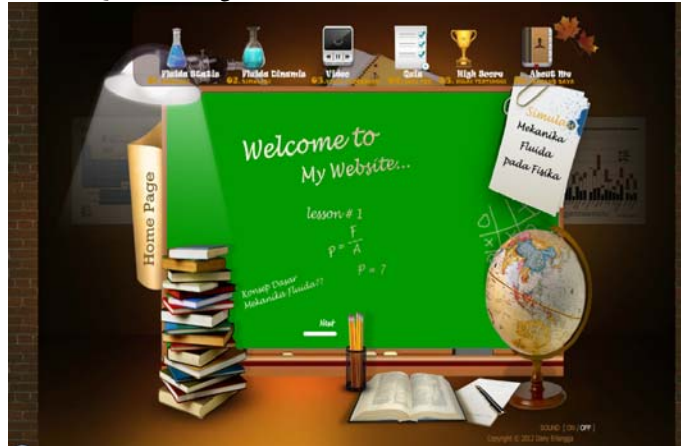 Fluida Statis
Fluida Dinamis
Video
Quiz
High Score
About Me
Home Page
Simulasi
Mekanika
Fluida
pada Fisika
Welcome to
My Website...
lesson # 1
P = F
A
P = ?
Konsep Dasar
Mekanika Fluida??
SOUND [ ON / OFF ]